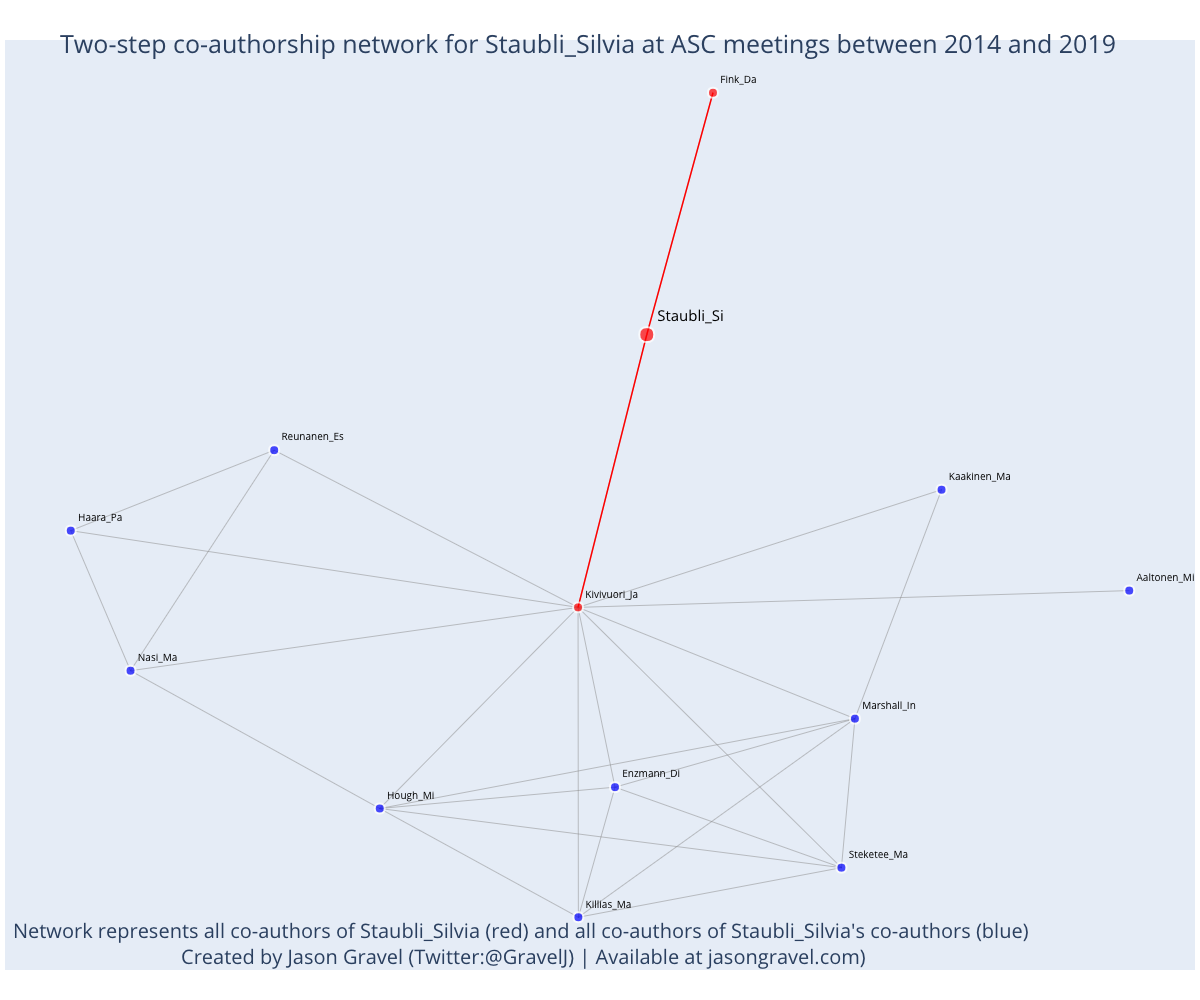 Two-step co-authorship network for Staubli_Silvia at ASC meetings between 2014 and 2019
Fink_Da
Staubli_Si
Reunanen_Es
Kaakinen_Ma
Haara_Pa
Aaltonen_Mi
Kivivuori_Ja
Nasi_Ma
Marshall_In
Enzmann_Di
Hough_Mi
Steketee_Ma
Killias_Ma
Network represents all co-authors of Staubli_Silvia (red) and all co-authors of Staubli_Silvia's co-authors (blue)
Created by Jason Gravel (Twitter:@GravelJ) | Available at jasongravel.com)